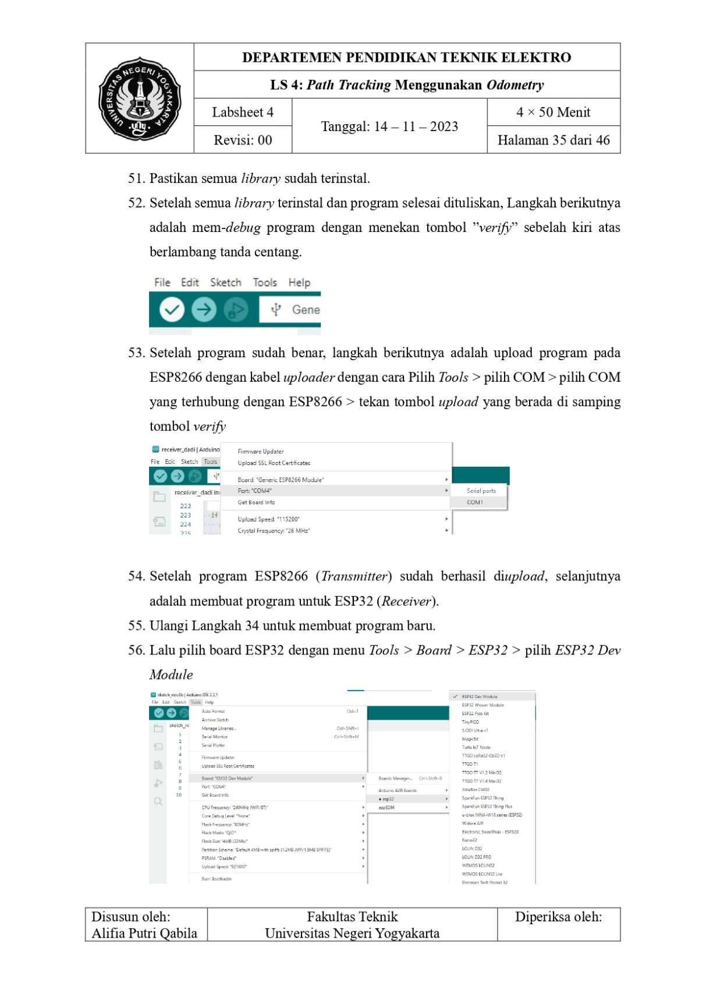 UNIVERSITAS NEGERI YOGYAKARTA
uny
DEPARTEMEN PENDIDIKAN TEKNIK ELEKTRO
LS 4: Path Tracking Menggunakan Odometry
Labsheet 4
Tanggal: 14 – 11 – 2023
4 × 50 Menit
Revisi: 00
Halaman 35 dari 46
51. Pastikan semua library sudah terinstal.
52. Setelah semua library terinstal dan program selesai dituliskan, Langkah berikutnya
adalah mem-debug program dengan menekan tombol ”verify” sebelah kiri atas
berlambang tanda centang.
File Edit Sketch Tools Help
Gene
53. Setelah program sudah benar, langkah berikutnya adalah upload program pada
ESP8266 dengan kabel uploader dengan cara Pilih Tools > pilih COM > pilih COM
yang terhubung dengan ESP8266 > tekan tombol upload yang berada di samping
tombol verify
receiver_dadi | Arduino
File Edit Sketch Tools
receiver_dadi.in
222
223 if
224
225
Firmware Updater
Upload SSL Root Certificates
Board: "Generic ESP8266 Module"
Port: "COM4"
Get Board Info
Upload Speed: "115200"
Crystal Frequency: "26 MHz"
Serial ports
COM1
54. Setelah program ESP8266 (Transmitter) sudah berhasil diupload, selanjutnya
adalah membuat program untuk ESP32 (Receiver).
55. Ulangi Langkah 34 untuk membuat program baru.
56. Lalu pilih board ESP32 dengan menu Tools > Board > ESP32 > pilih ESP32 Dev
Module
sketch_nov3b | Arduino IDE 2.2.1
File Edit Sketch Tools Help
sketch_no
1
2
3
4
5
6
7
8
9
10
Auto Format Ctrl+T
Archive Sketch
Manage Libraries... Ctrl+Shift+I
Serial Monitor Ctrl+Shift+M
Serial Plotter
Firmware Updater
Upload SSL Root Certificates
Board: "ESP32 Dev Module"
Port: "COM4"
Get Board Info
CPU Frequency: "240MHz (WiFi/BT)"
Core Debug Level: "None"
Flash Frequency: "80MHz"
Flash Mode: "QIO"
Flash Size: "4MB (32Mb)"
Partition Scheme: "Default 4MB with spiffs (1.2MB APP/1.5MB SPIFFS)"
PSRAM: "Disabled"
Upload Speed: "921600"
Burn Bootloader
Boards Manager... Ctrl+Shift+B
Arduino AVR Boards
esp32
esp8266
ESP32 Dev Module
ESP32 Wrover Module
ESP32 Pico Kit
TinyPICO
S.ODI Ultra v1
MagicBit
Turta IoT Node
TTGO LoRa32-OLED V1
TTGO T1
TTGO T7 V1.3 Mini32
TTGO T7 V1.4 Mini32
XinaBox CW02
SparkFun ESP32 Thing
SparkFun ESP32 Thing Plus
u-blox NINA-W10 series (ESP32)
Widora AIR
Electronic SweetPeas - ESP320
Nano32
LOLIN D32
LOLIN D32 PRO
WEMOS LOLIN32
WEMOS LOLIN32 Lite
Dongsen Tech Pocket 32
Disusun oleh:
Alifia Putri Qabila
Fakultas Teknik
Universitas Negeri Yogyakarta
Diperiksa oleh: